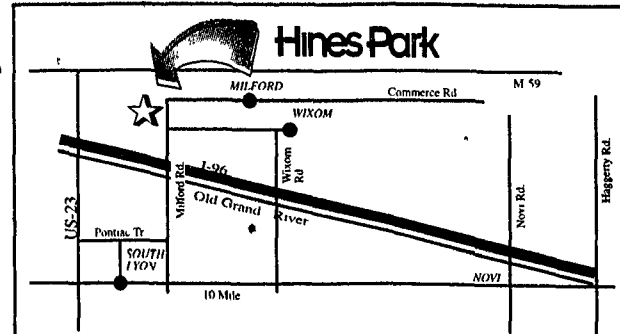 Hines Park
M 59
MILFORD
Commerce Rd
WIXOM
I-96
Old Grand River
US-23
Milford Rd.
Wixom
Rd
Novi Rd.
Haggerty Rd.
Pontiac Tr
SOUTH
LYON
NOVI
10 Mile